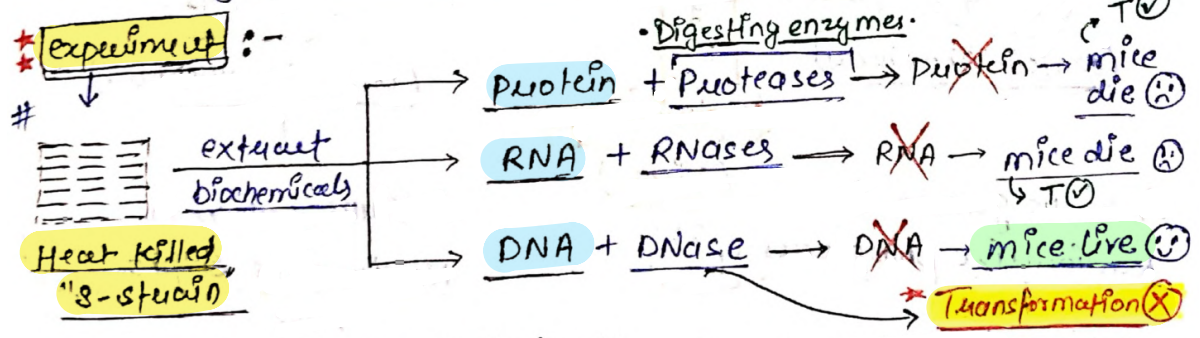 T✓
experiment :-
• Digesting enzymes.
# Protein + Proteases → Protein → mice die ☹
extract biochemicals
RNA + RNases → RNA → mice die ☹
↳ T✓
Heat killed
"S-strain"
DNA + DNase → DNA → mice live ☺
* Transformation ✗